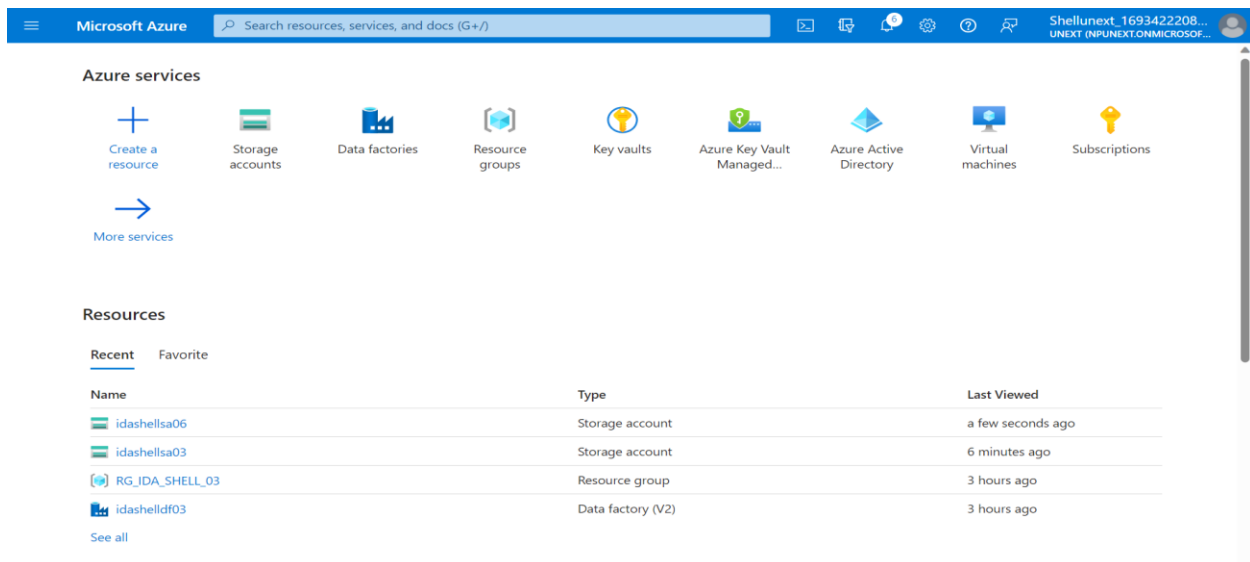 Microsoft Azure
Search resources, services, and docs (G+/)
6
Shellunext_1693422208...
UNEXT (NPUNEXT.ONMICROSOF...
Azure services
Create a resource
Storage accounts
Data factories
Resource groups
Key vaults
Azure Key Vault Managed...
Azure Active Directory
Virtual machines
Subscriptions
More services
Resources
Recent Favorite
Name Type Last Viewed
idashellsa06 Storage account a few seconds ago
idashellsa03 Storage account 6 minutes ago
RG_IDA_SHELL_03 Resource group 3 hours ago
idashelldf03 Data factory (V2) 3 hours ago
See all